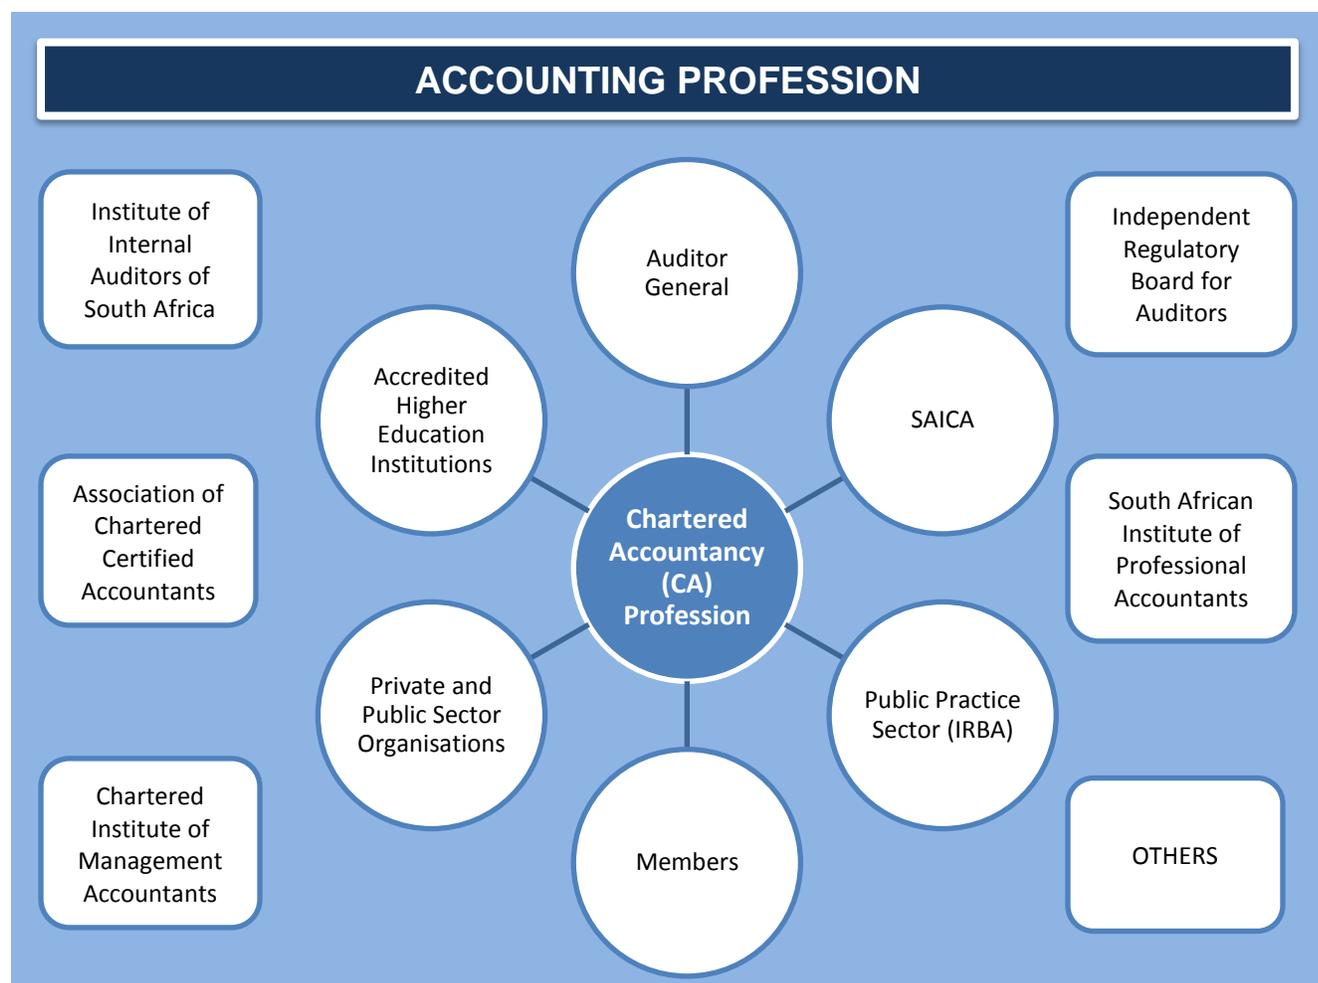 ACCOUNTING PROFESSION
Institute of
Internal
Auditors of
South Africa
Auditor
General
Independent
Regulatory
Board for
Auditors
Accredited
Higher
Education
Institutions
SAICA
Association of
Chartered
Certified
Accountants
Chartered
Accountancy
(CA)
Profession
South African
Institute of
Professional
Accountants
Private and
Public Sector
Organisations
Public Practice
Sector (IRBA)
Chartered
Institute of
Management
Accountants
Members
OTHERS